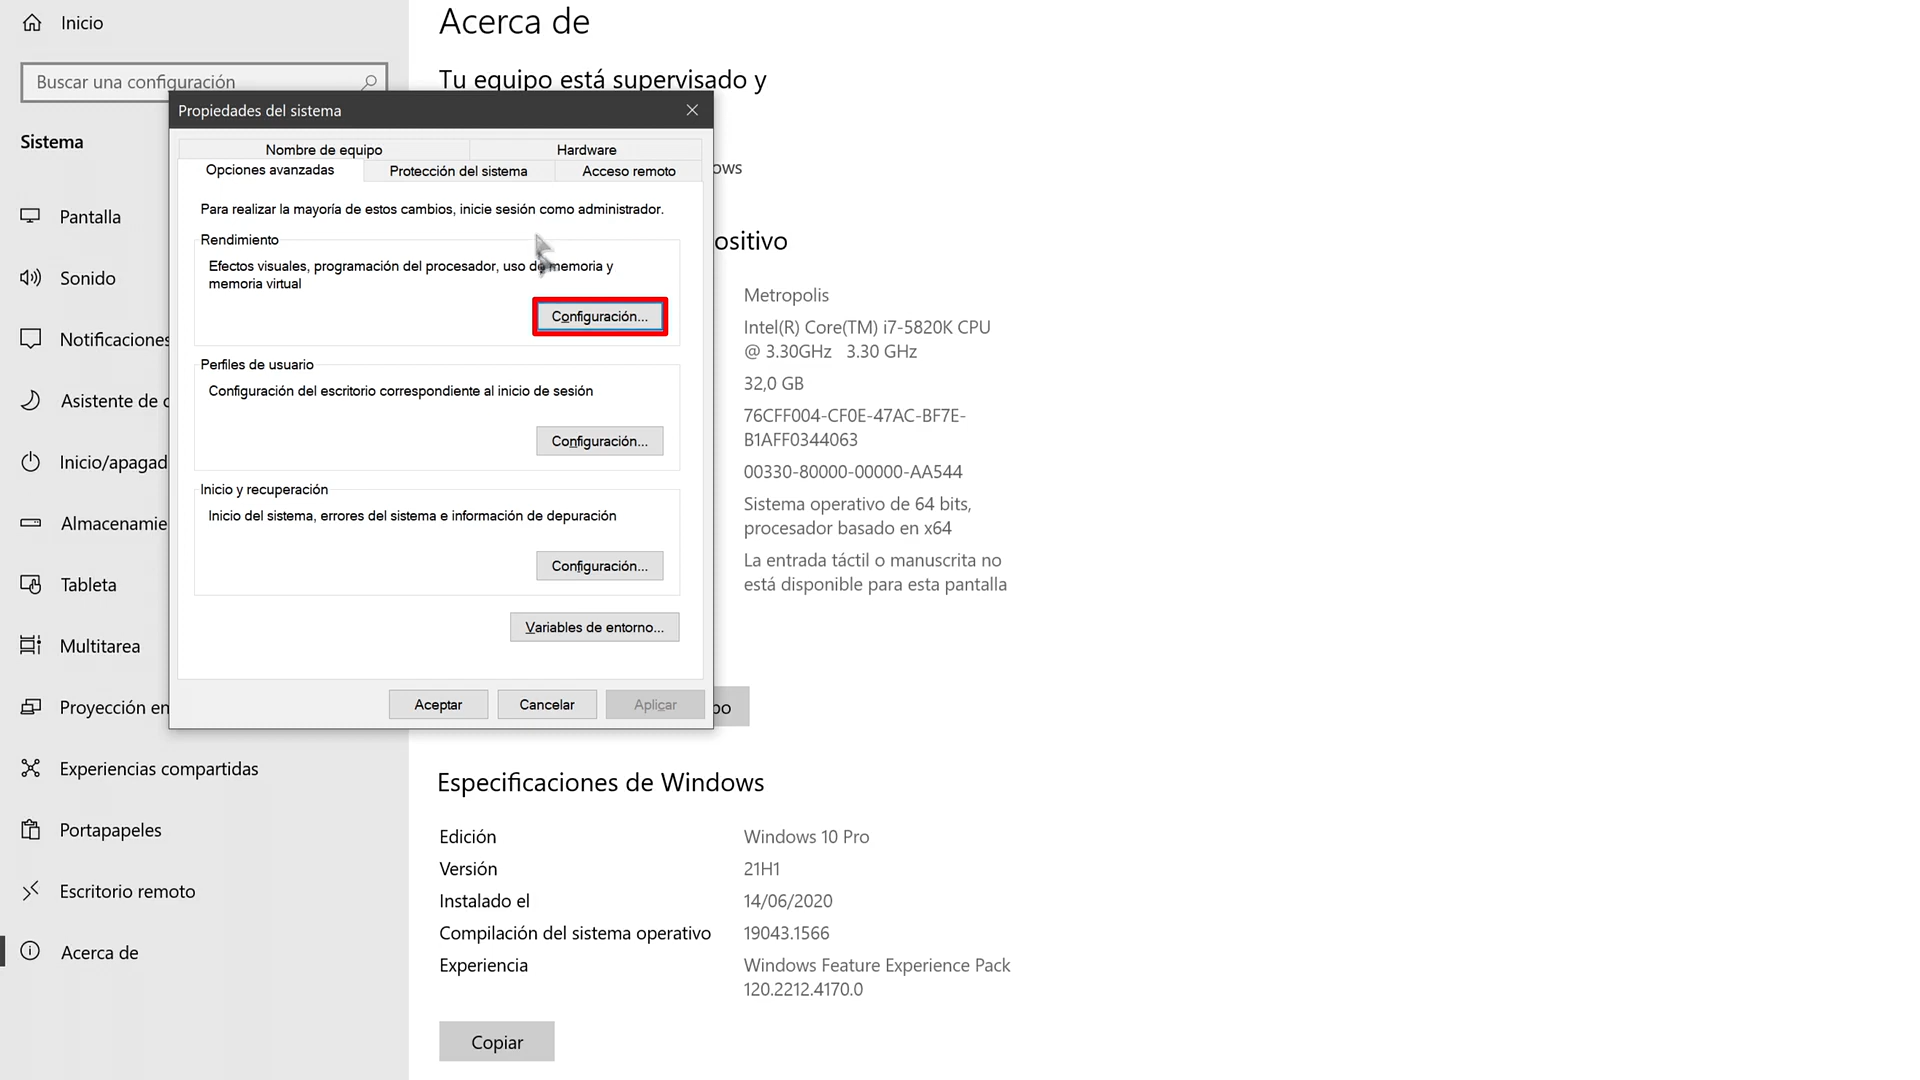 Inicio
Buscar una configuración
Sistema
Pantalla
Sonido
Notificaciones
Asistente de c
Inicio/apagad
Almacenamie
Tableta
Multitarea
Proyección en
Experiencias compartidas
Portapapeles
Escritorio remoto
Acerca de
Propiedades del sistema
Nombre de equipo
Hardware
Opciones avanzadas
Protección del sistema
Acceso remoto
Para realizar la mayoría de estos cambios, inicie sesión como administrador.
Rendimiento
Efectos visuales, programación del procesador, uso de memoria y
memoria virtual
Configuración...
Perfiles de usuario
Configuración del escritorio correspondiente al inicio de sesión
Configuración...
Inicio y recuperación
Inicio del sistema, errores del sistema e información de depuración
Configuración...
Variables de entorno...
Aceptar
Cancelar
Aplicar
Acerca de
Tu equipo está supervisado y
ows
ositivo
Metropolis
Intel(R) Core(TM) i7-5820K CPU
@ 3.30GHz 3.30 GHz
32,0 GB
76CFF004-CF0E-47AC-BF7E-
B1AFF0344063
00330-80000-00000-AA544
Sistema operativo de 64 bits,
procesador basado en x64
La entrada táctil o manuscrita no
está disponible para esta pantalla
po
Especificaciones de Windows
Edición Windows 10 Pro
Versión 21H1
Instalado el 14/06/2020
Compilación del sistema operativo 19043.1566
Experiencia Windows Feature Experience Pack
120.2212.4170.0
Copiar